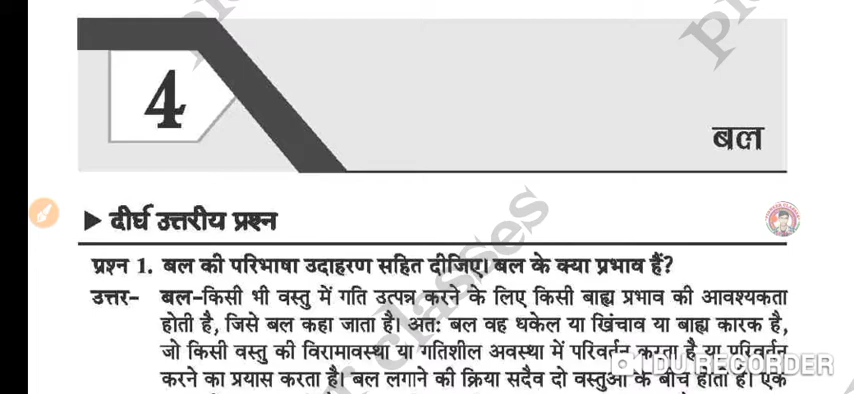 4
बल
दीर्घ उत्तरीय प्रश्न
प्रश्न 1. बल की परिभाषा उदाहरण सहित दीजिए। बल के क्या प्रभाव हैं?
उत्तर- बल-किसी भी वस्तु में गति उत्पन्न करने के लिए किसी बाह्य प्रभाव की आवश्यकता
होती है, जिसे बल कहा जाता है। अत: बल वह धकेल या खिंचाव या बाह्य कारक है,
जो किसी वस्तु की विरामावस्था या गतिशील अवस्था में परिवर्तन करता है या परिवर्तन
करने का प्रयास करता है। बल लगाने की क्रिया सदैव दो वस्तुओं के बीच होती है। एक
DU RECORDER
classes